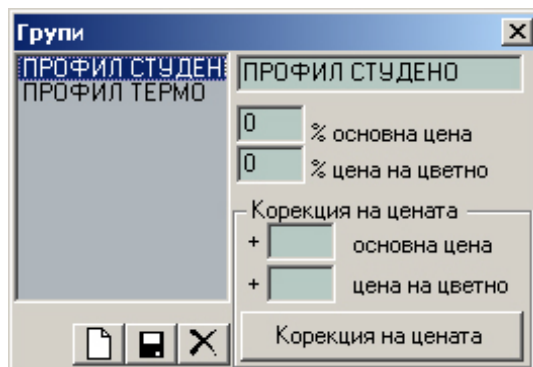 Групи
ПРОФИЛ СТУДЕН
ПРОФИЛ ТЕРМО
ПРОФИЛ СТУДЕНО
0 % основна цена
0 % цена на цветно
Корекция на цената
+ основна цена
+ цена на цветно
Корекция на цената